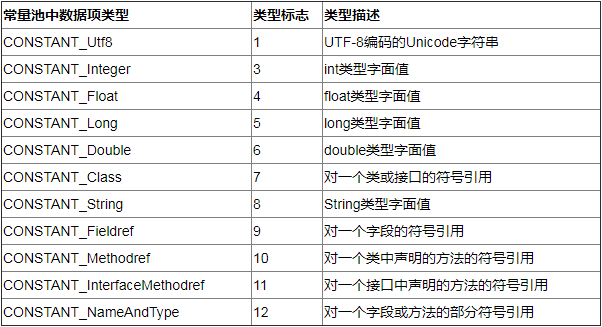 常量池中数据项类型 类型标志 类型描述
CONSTANT_Utf8 1 UTF-8编码的Unicode字符串
CONSTANT_Integer 3 int类型字面值
CONSTANT_Float 4 float类型字面值
CONSTANT_Long 5 long类型字面值
CONSTANT_Double 6 double类型字面值
CONSTANT_Class 7 对一个类或接口的符号引用
CONSTANT_String 8 String类型字面值
CONSTANT_Fieldref 9 对一个字段的符号引用
CONSTANT_Methodref 10 对一个类中声明的方法的符号引用
CONSTANT_InterfaceMethodref 11 对一个接口中声明的方法的符号引用
CONSTANT_NameAndType 12 对一个字段或方法的部分符号引用